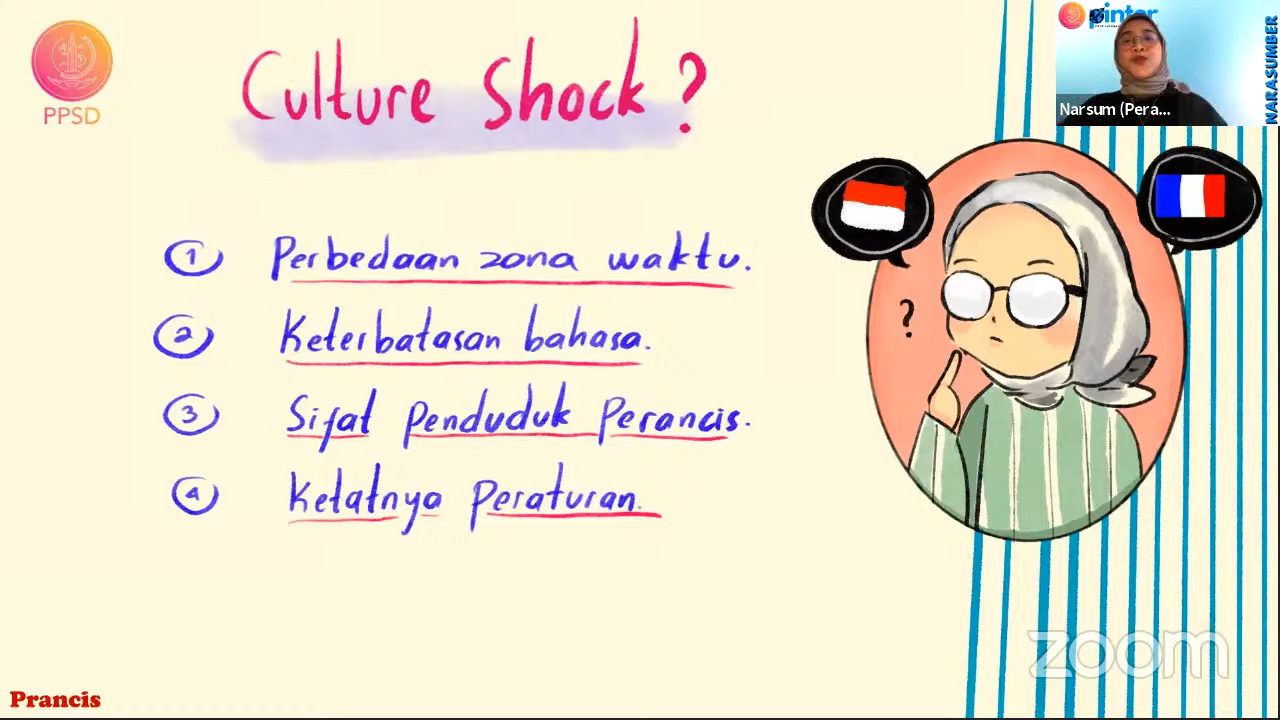 PPSD
Culture Shock?
pinter
Narsum (Pera...
NARASUMBER
1 Perbedaan zona waktu.
2 Keterbatasan bahasa.
?
3 Sifat penduduk Perancis.
4 Ketatnya peraturan.
zoom
Prancis